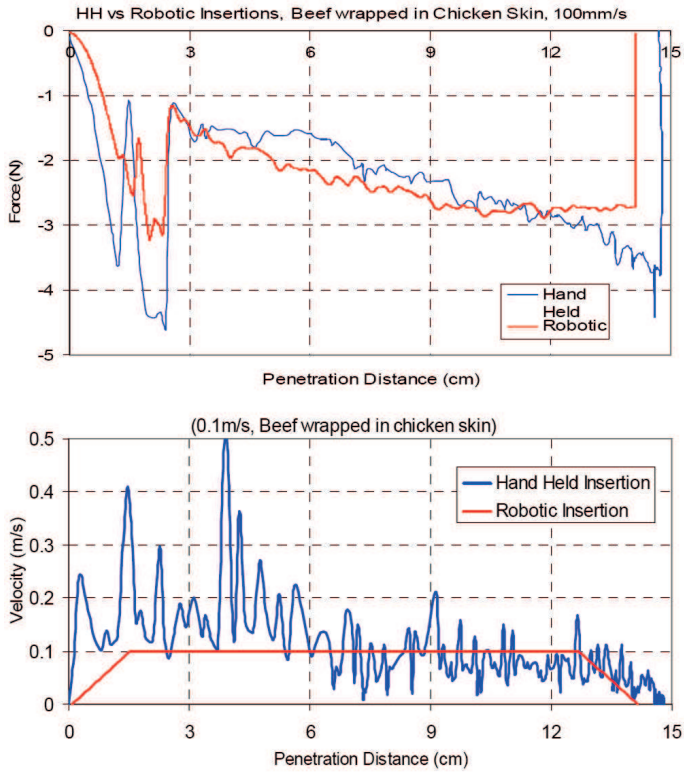 HH vs Robotic Insertions, Beef wrapped in Chicken Skin, 100mm/s
0
0 3 6 9 12 15
-1
-2
-3
-4
-5
Force (N)
Hand
Held
Robotic
Penetration Distance (cm)
(0.1m/s, Beef wrapped in chicken skin)
0.5
0.4
0.3
0.2
0.1
0
Velocity (m/s)
Hand Held Insertion
Robotic Insertion
0 3 6 9 12 15
Penetration Distance (cm)